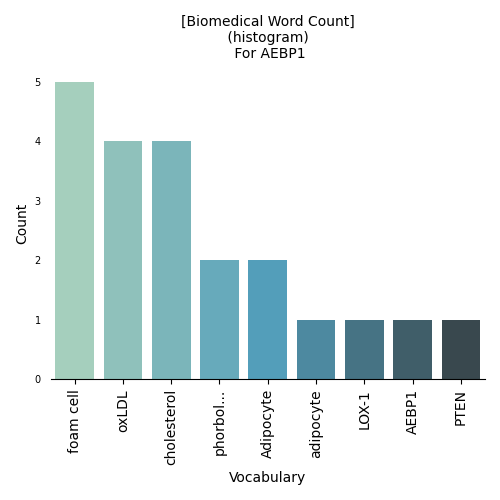 [Biomedical Word Count]
(histogram)
For AEBP1
Count
5
4
3
2
1
0
foam cell
oxLDL
cholesterol
phorbol...
Adipocyte
adipocyte
LOX-1
AEBP1
PTEN
Vocabulary